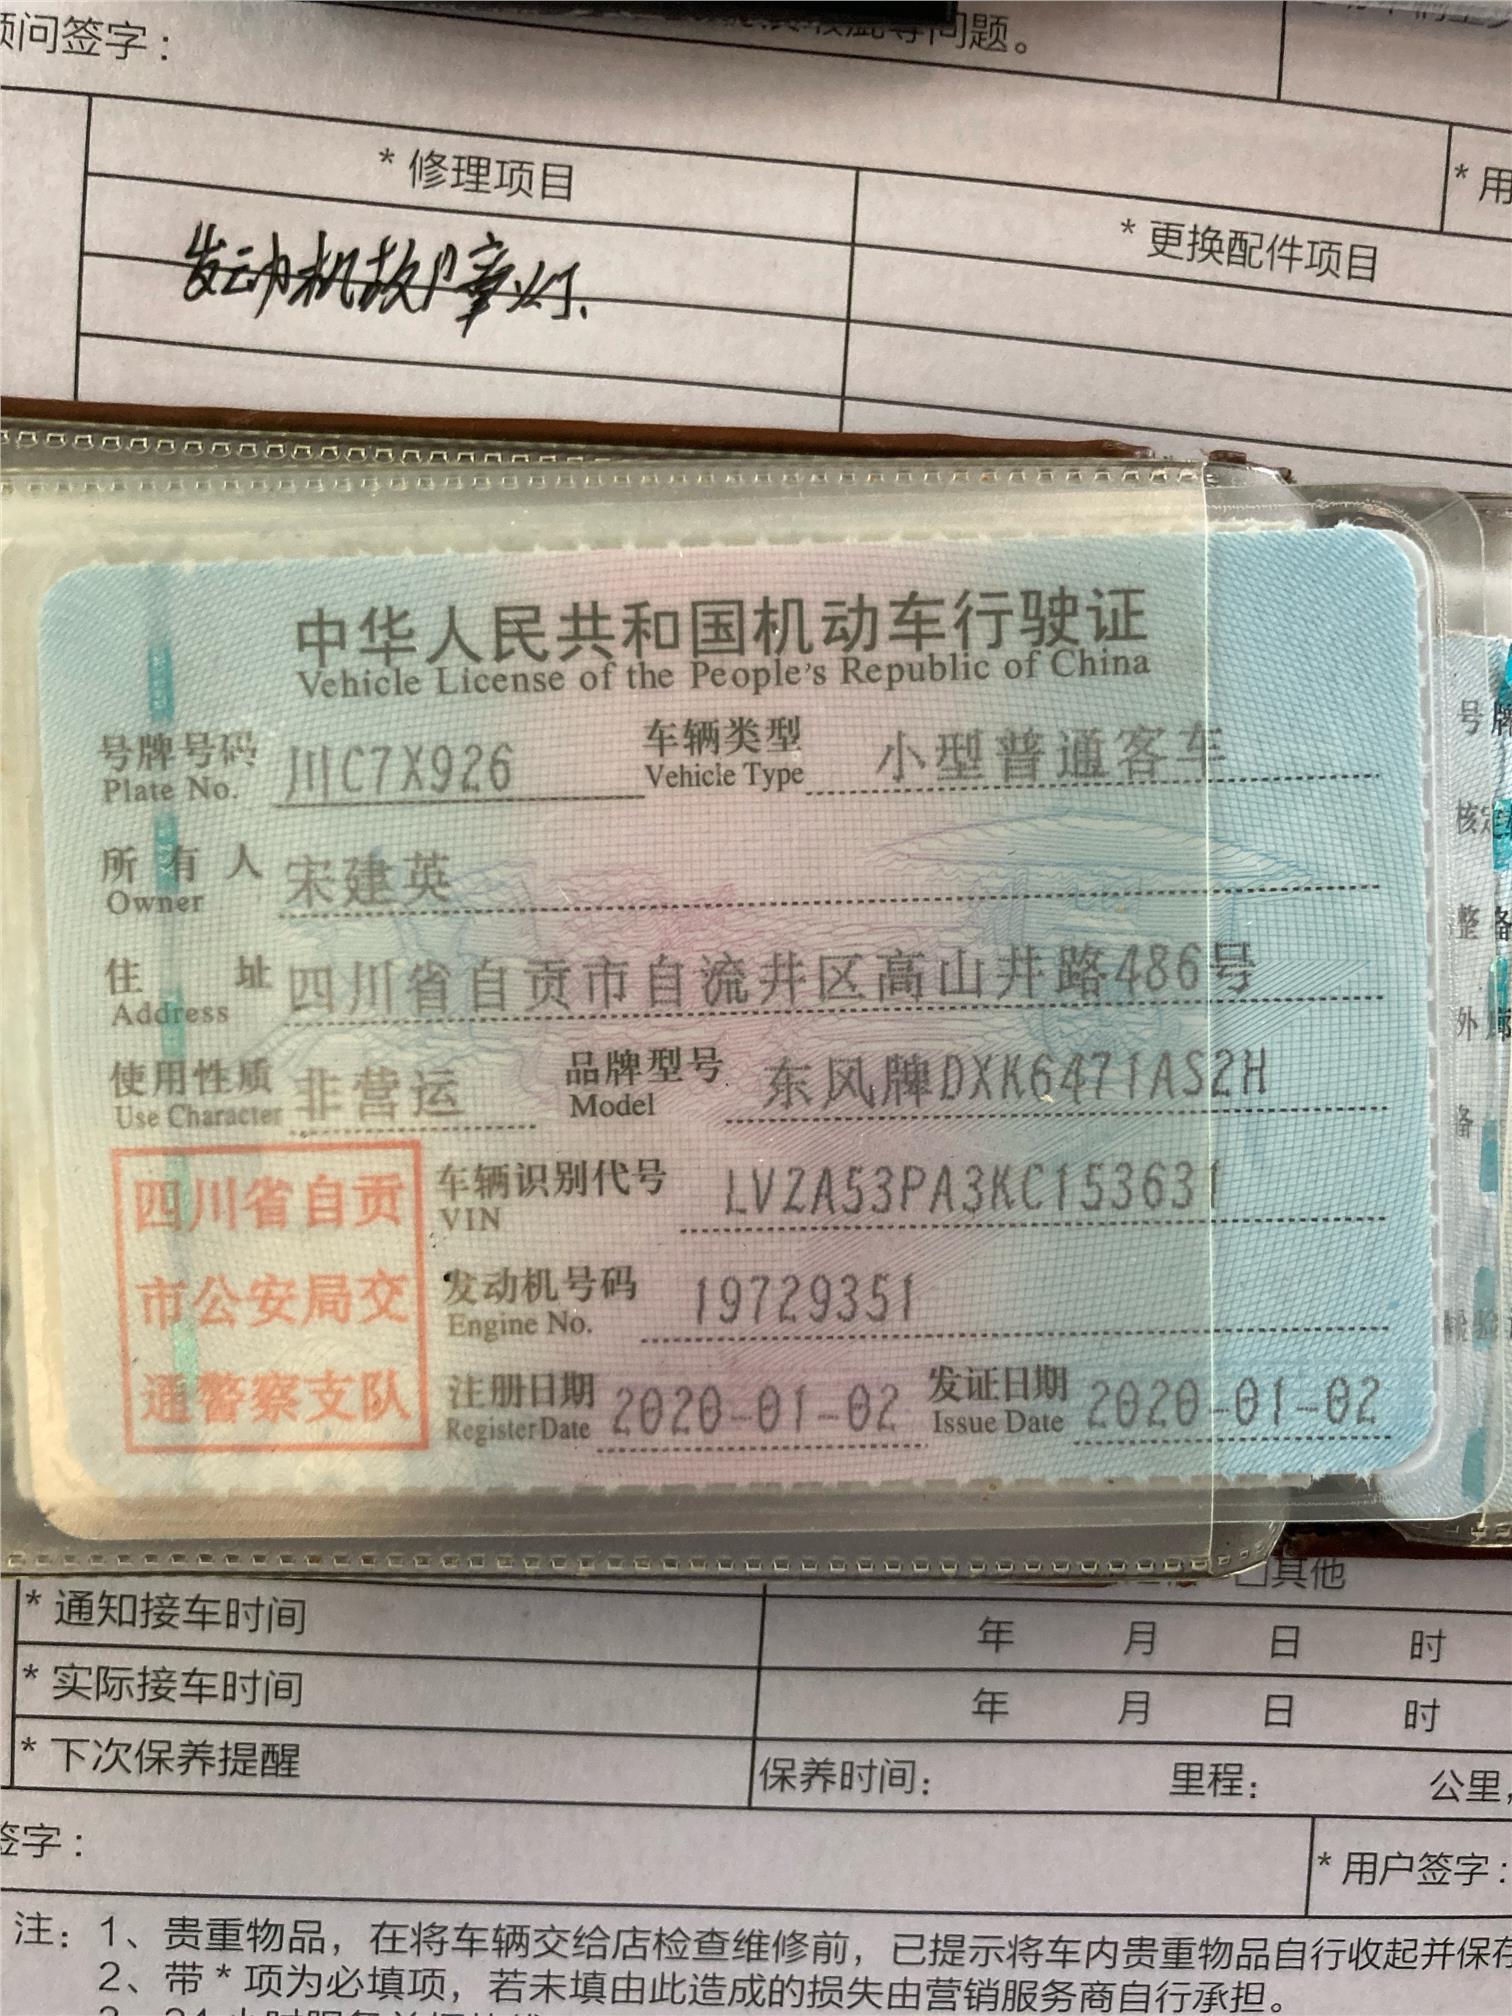 顾问签字：
问题。
* 修理项目
* 更换配件项目
* 用
发动机故障灯.
中华人民共和国机动车行驶证
Vehicle License of the People's Republic of China
号牌号码 川C7X926 车辆类型 小型普通客车
Plate No. Vehicle Type
所有人 宋建英
Owner
住址 四川省自贡市自流井区高山井路486号
Address
使用性质 非营运 品牌型号 东风牌DXK6471AS2H
Use Character Model
四川省自贡
市公安局交
通警察支队
车辆识别代号 LVZA53PA3KC153631
VIN
发动机号码 19729351
Engine No.
注册日期 2020-01-02 发证日期 2020-01-02
Register Date Issue Date
号牌
核定
整备
外
备
检验
□其他
* 通知接车时间 年 月 日 时
* 实际接车时间 年 月 日 时
* 下次保养提醒 保养时间： 里程： 公里，
签字：
* 用户签字：
注：1、贵重物品，在将车辆交给店检查维修前，已提示将车内贵重物品自行收起并保存
2、带 * 项为必填项，若未填由此造成的损失由营销服务商自行承担。